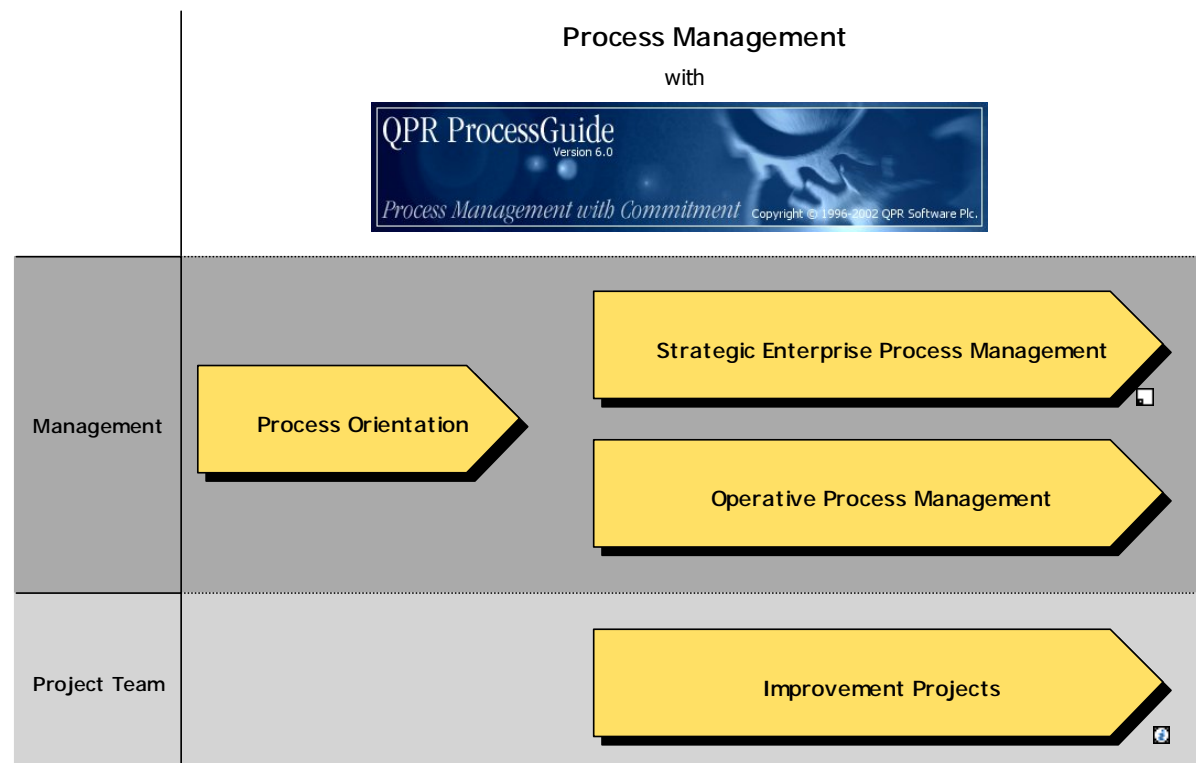 Process Management
with
QPR ProcessGuide
Version 6.0
Process Management with Commitment Copyright © 1996-2002 QPR Software Plc.
Strategic Enterprise Process Management
Management
Process Orientation
Operative Process Management
Project Team
Improvement Projects